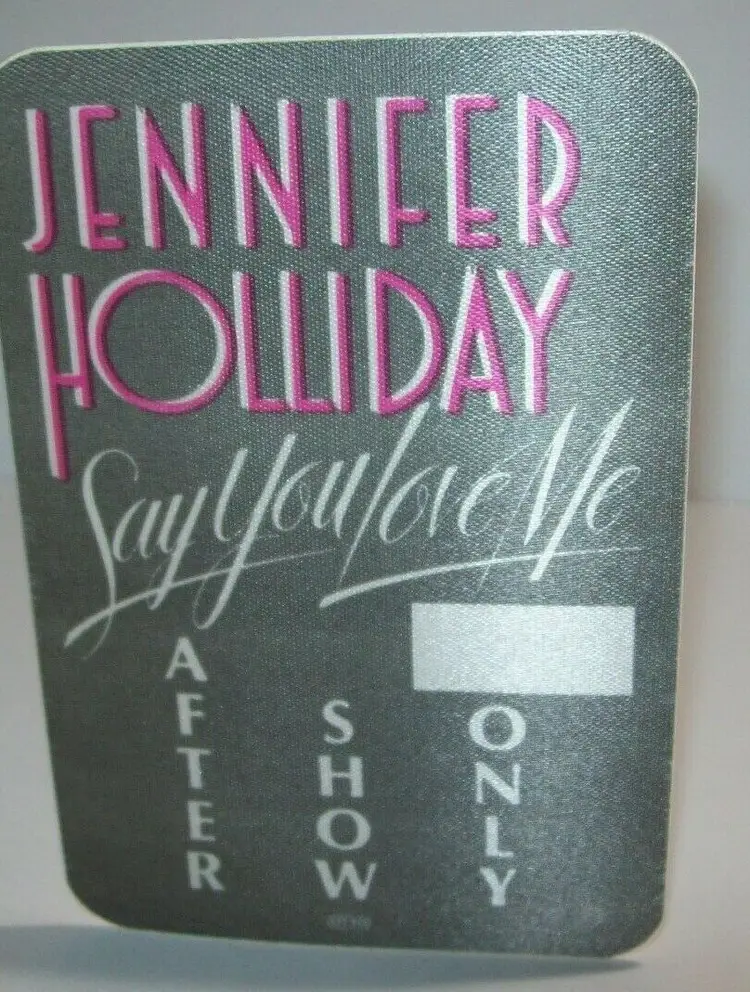 JENNIFER
HOLLIDAY
Say You Love Me
AFTER
SHOW
ONLY